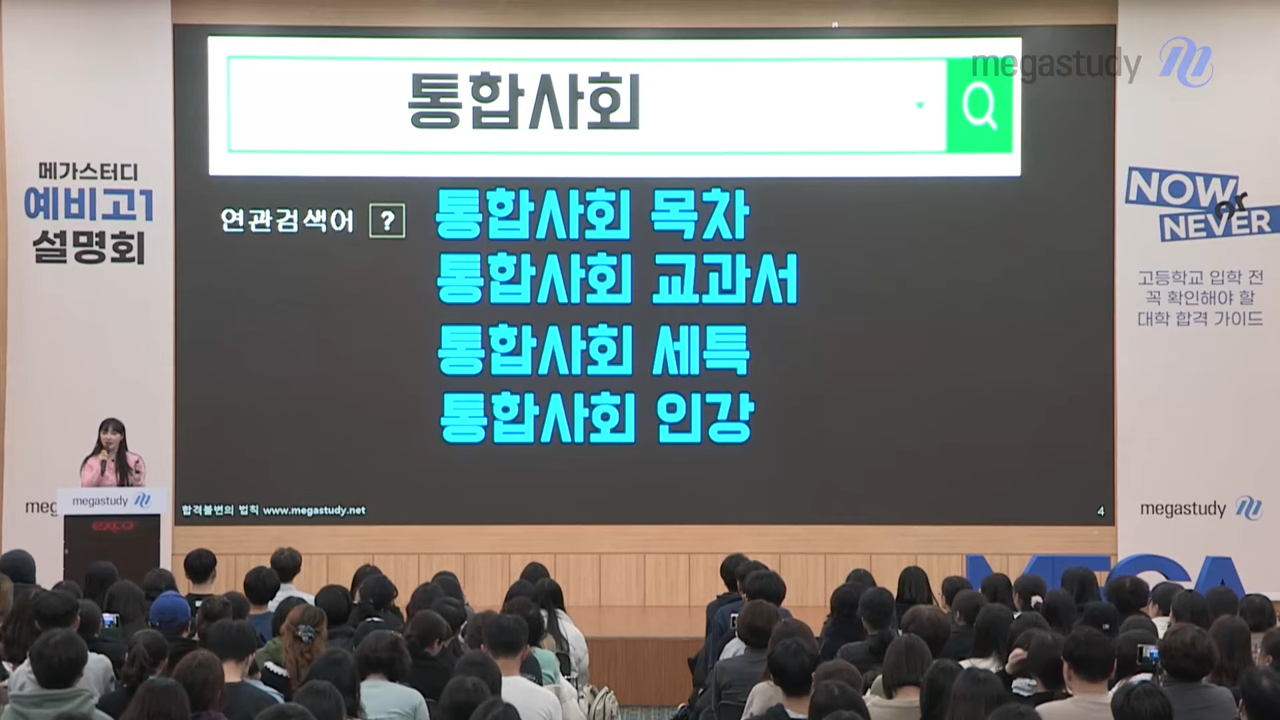 megastudy
통합사회
연관검색어 ?
통합사회 목차
통합사회 교과서
통합사회 세특
통합사회 인강
합격불변의 법칙 www.megastudy.net
4
메가스터디
예비고1
설명회
megastudy
meg
exco
NOW
or
NEVER
고등학교 입학 전
꼭 확인해야 할
대학 합격 가이드
megastudy
MEGA